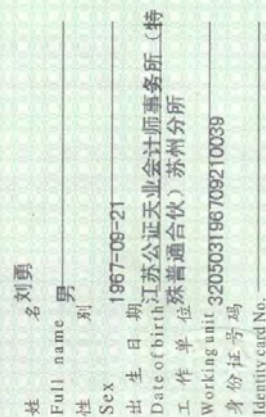 姓 名 刘勇
Full name
性 别 男
Sex
出 生 日 期 1967-09-21
Date of birth
工 作 单 位 江苏公证天业会计师事务所（特
殊普通合伙）苏州分所
Working unit
身份证号码 320503196709210039
Identity card No.